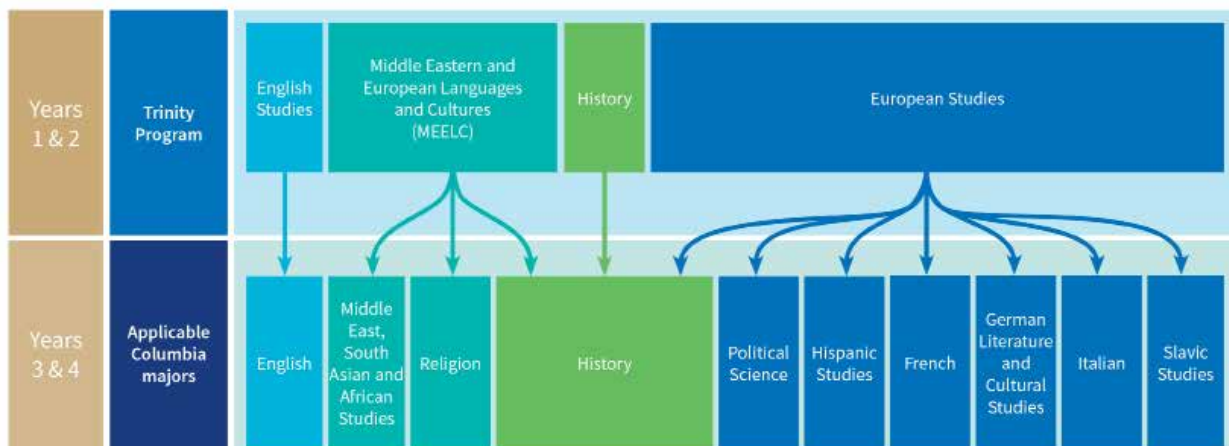 Years
1 & 2
Trinity
Program
English
Studies
Middle Eastern and
European Languages
and Cultures
(MEELC)
History
European Studies
Years
3 & 4
Applicable
Columbia
majors
English
Middle
East,
South
Asian and
African
Studies
Religion
History
Political
Science
Hispanic
Studies
French
German
Literature
and
Cultural
Studies
Italian
Slavic
Studies